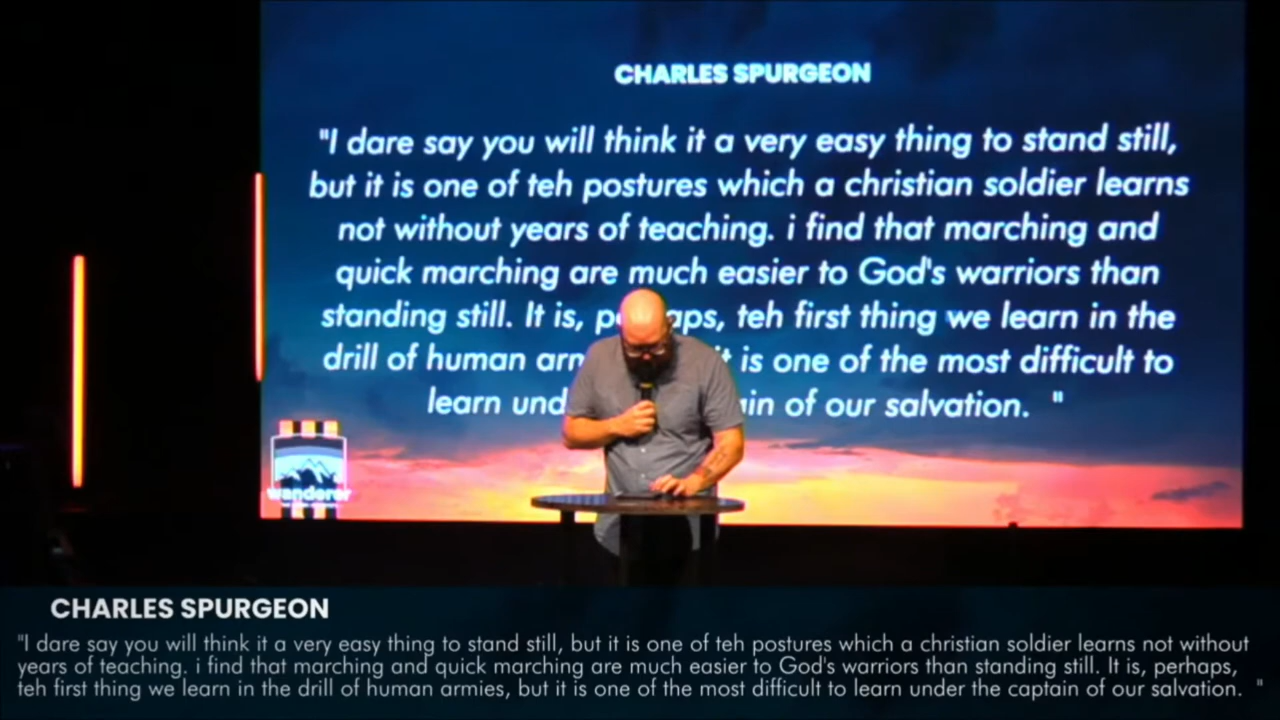 CHARLES SPURGEON
"I dare say you will think it a very easy thing to stand still,
but it is one of teh postures which a christian soldier learns
not without years of teaching. i find that marching and
quick marching are much easier to God's warriors than
standing still. It is, aps, teh first thing we learn in the
drill of human it is one of the most difficult to
learn of our salvation. "
wanderer
CHARLES SPURGEON
"I dare say you will think it a very easy thing to stand still, but it is one of teh postures which a christian soldier learns not without
years of teaching. i find that marching and quick marching are much easier to God's warriors than standing still. It is, perhaps,
teh first thing we learn in the drill of human armies, but it is one of the most difficult to learn under the captain of our salvation. "